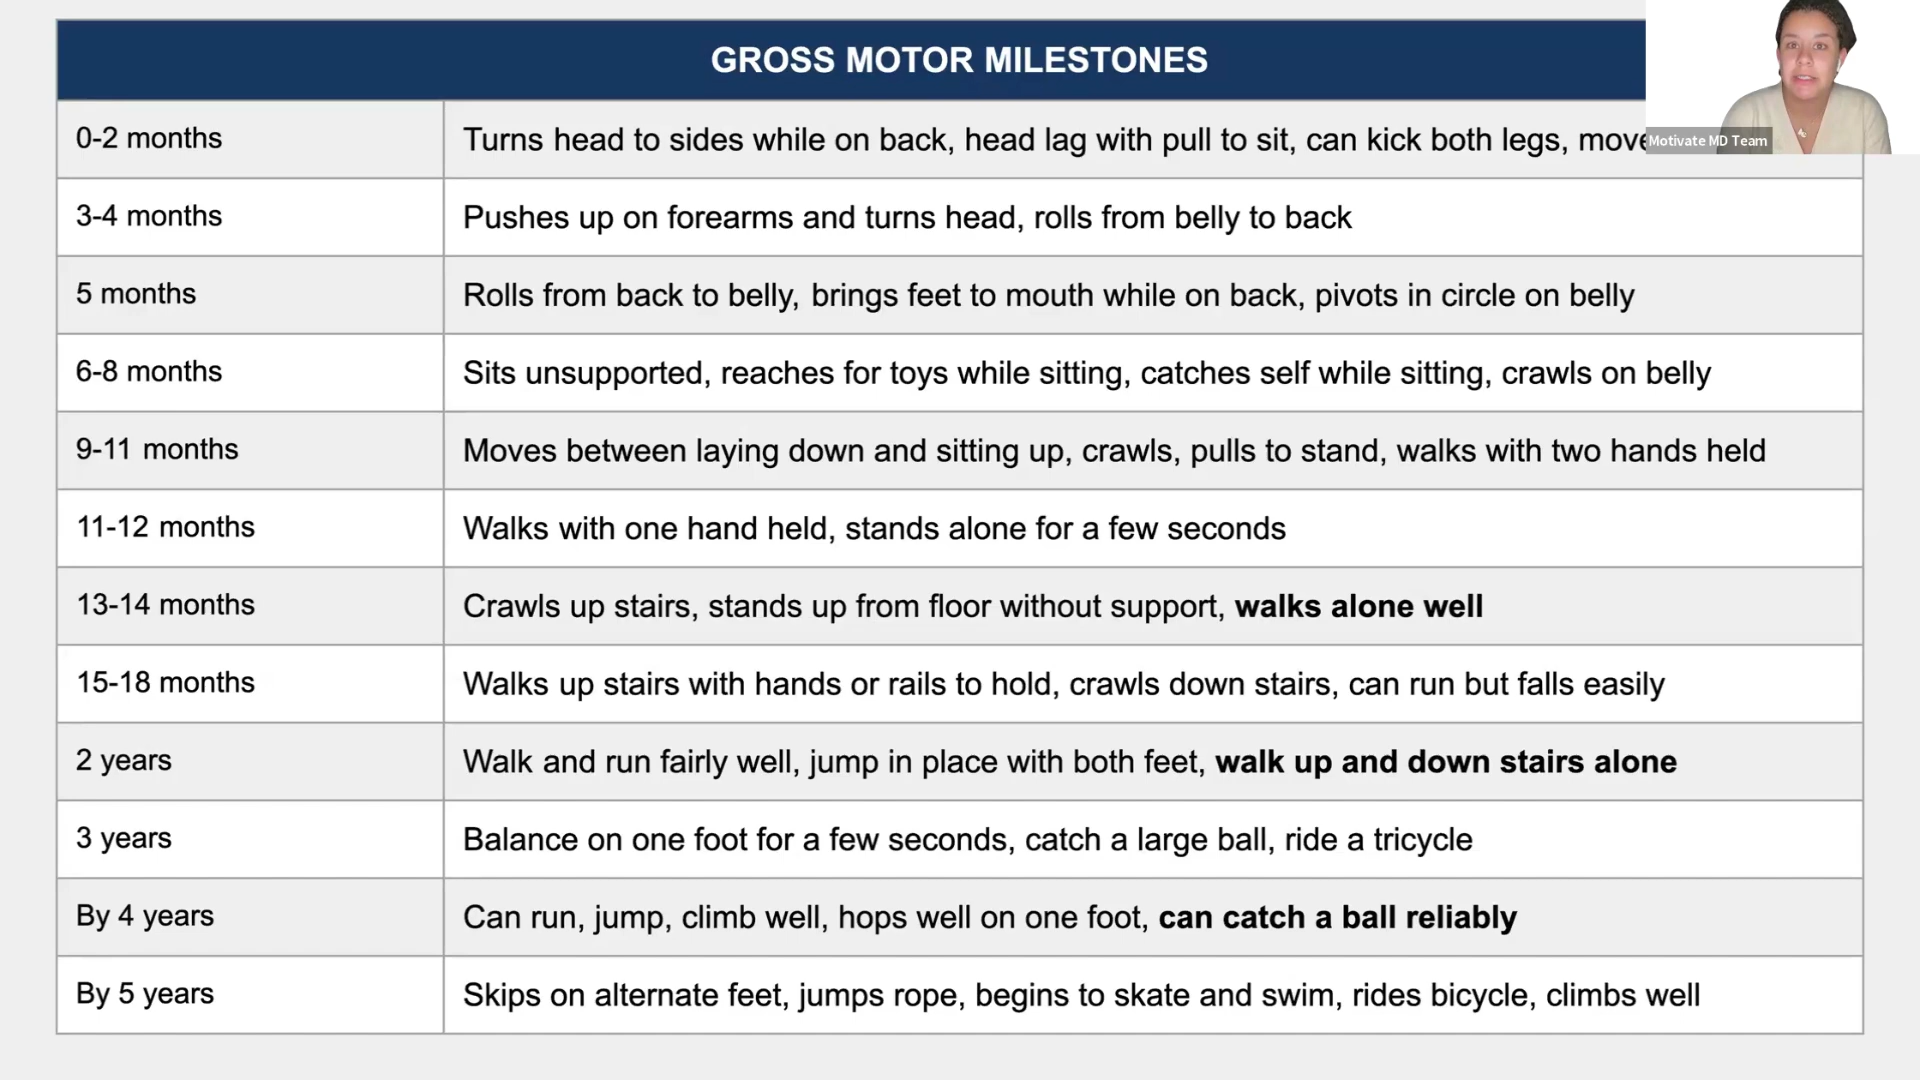 GROSS MOTOR MILESTONES
Motivate MD Team
0-2 months
Turns head to sides while on back, head lag with pull to sit, can kick both legs,
3-4 months
Pushes up on forearms and turns head, rolls from belly to back
5 months
Rolls from back to belly, brings feet to mouth while on back, pivots in circle on belly
6-8 months
Sits unsupported, reaches for toys while sitting, catches self while sitting, crawls on belly
9-11 months
Moves between laying down and sitting up, crawls, pulls to stand, walks with two hands held
11-12 months
Walks with one hand held, stands alone for a few seconds
13-14 months
Crawls up stairs, stands up from floor without support, walks alone well
15-18 months
Walks up stairs with hands or rails to hold, crawls down stairs, can run but falls easily
2 years
Walk and run fairly well, jump in place with both feet, walk up and down stairs alone
3 years
Balance on one foot for a few seconds, catch a large ball, ride a tricycle
By 4 years
Can run, jump, climb well, hops well on one foot, can catch a ball reliably
By 5 years
Skips on alternate feet, jumps rope, begins to skate and swim, rides bicycle, climbs well